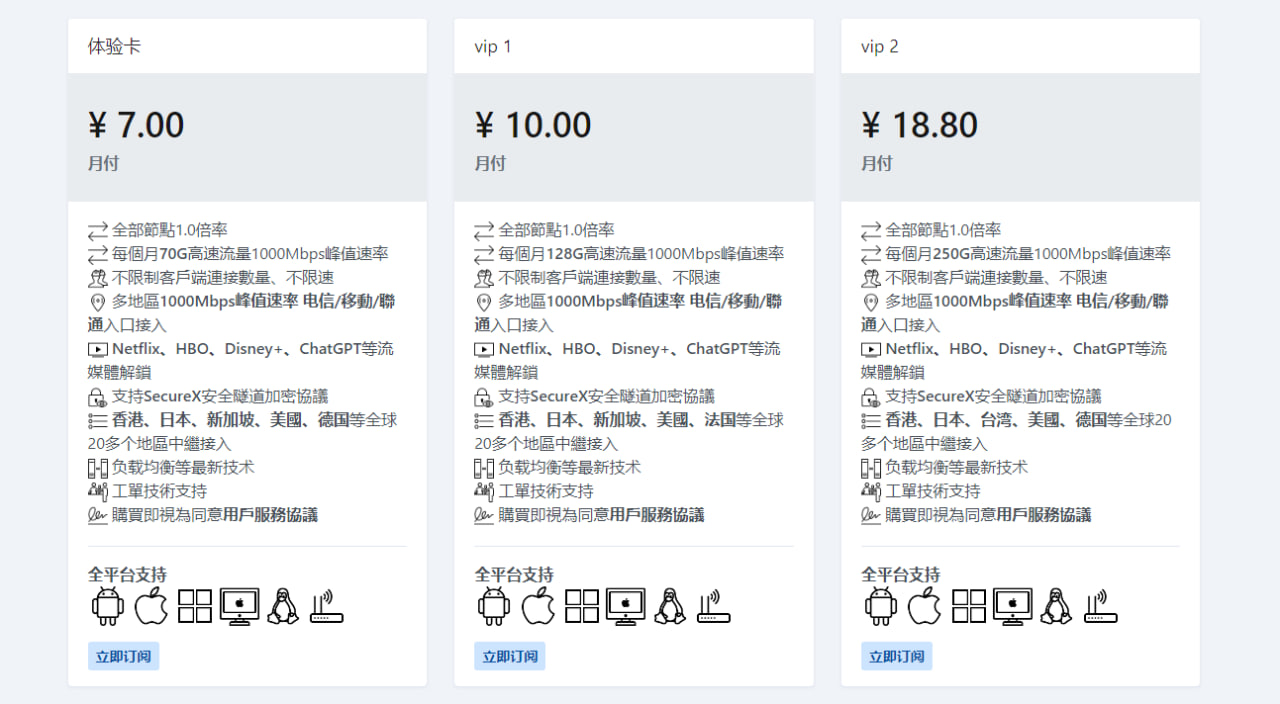 体验卡
¥ 7.00
月付
全部節點1.0倍率
每個月70G高速流量1000Mbps峰值速率
不限制客戶端連接數量、不限速
多地區1000Mbps峰值速率 电信/移動/聯
通入口接入
Netflix、HBO、Disney+、ChatGPT等流
媒體解鎖
支持SecureX安全隧道加密協議
香港、日本、新加坡、美國、德国等全球
20多个地區中繼接入
负载均衡等最新技术
工單技術支持
購買即視為同意用戶服務協議
全平台支持
立即订阅
vip 1
¥ 10.00
月付
全部節點1.0倍率
每個月128G高速流量1000Mbps峰值速率
不限制客戶端連接數量、不限速
多地區1000Mbps峰值速率 电信/移動/聯
通入口接入
Netflix、HBO、Disney+、ChatGPT等流
媒體解鎖
支持SecureX安全隧道加密協議
香港、日本、新加坡、美國、法国等全球
20多个地區中繼接入
负载均衡等最新技术
工單技術支持
購買即視為同意用戶服務協議
全平台支持
立即订阅
vip 2
¥ 18.80
月付
全部節點1.0倍率
每個月250G高速流量1000Mbps峰值速率
不限制客戶端連接數量、不限速
多地區1000Mbps峰值速率 电信/移動/聯
通入口接入
Netflix、HBO、Disney+、ChatGPT等流
媒體解鎖
支持SecureX安全隧道加密協議
香港、日本、台湾、美國、德国等全球20
多个地區中繼接入
负载均衡等最新技术
工單技術支持
購買即視為同意用戶服務協議
全平台支持
立即订阅